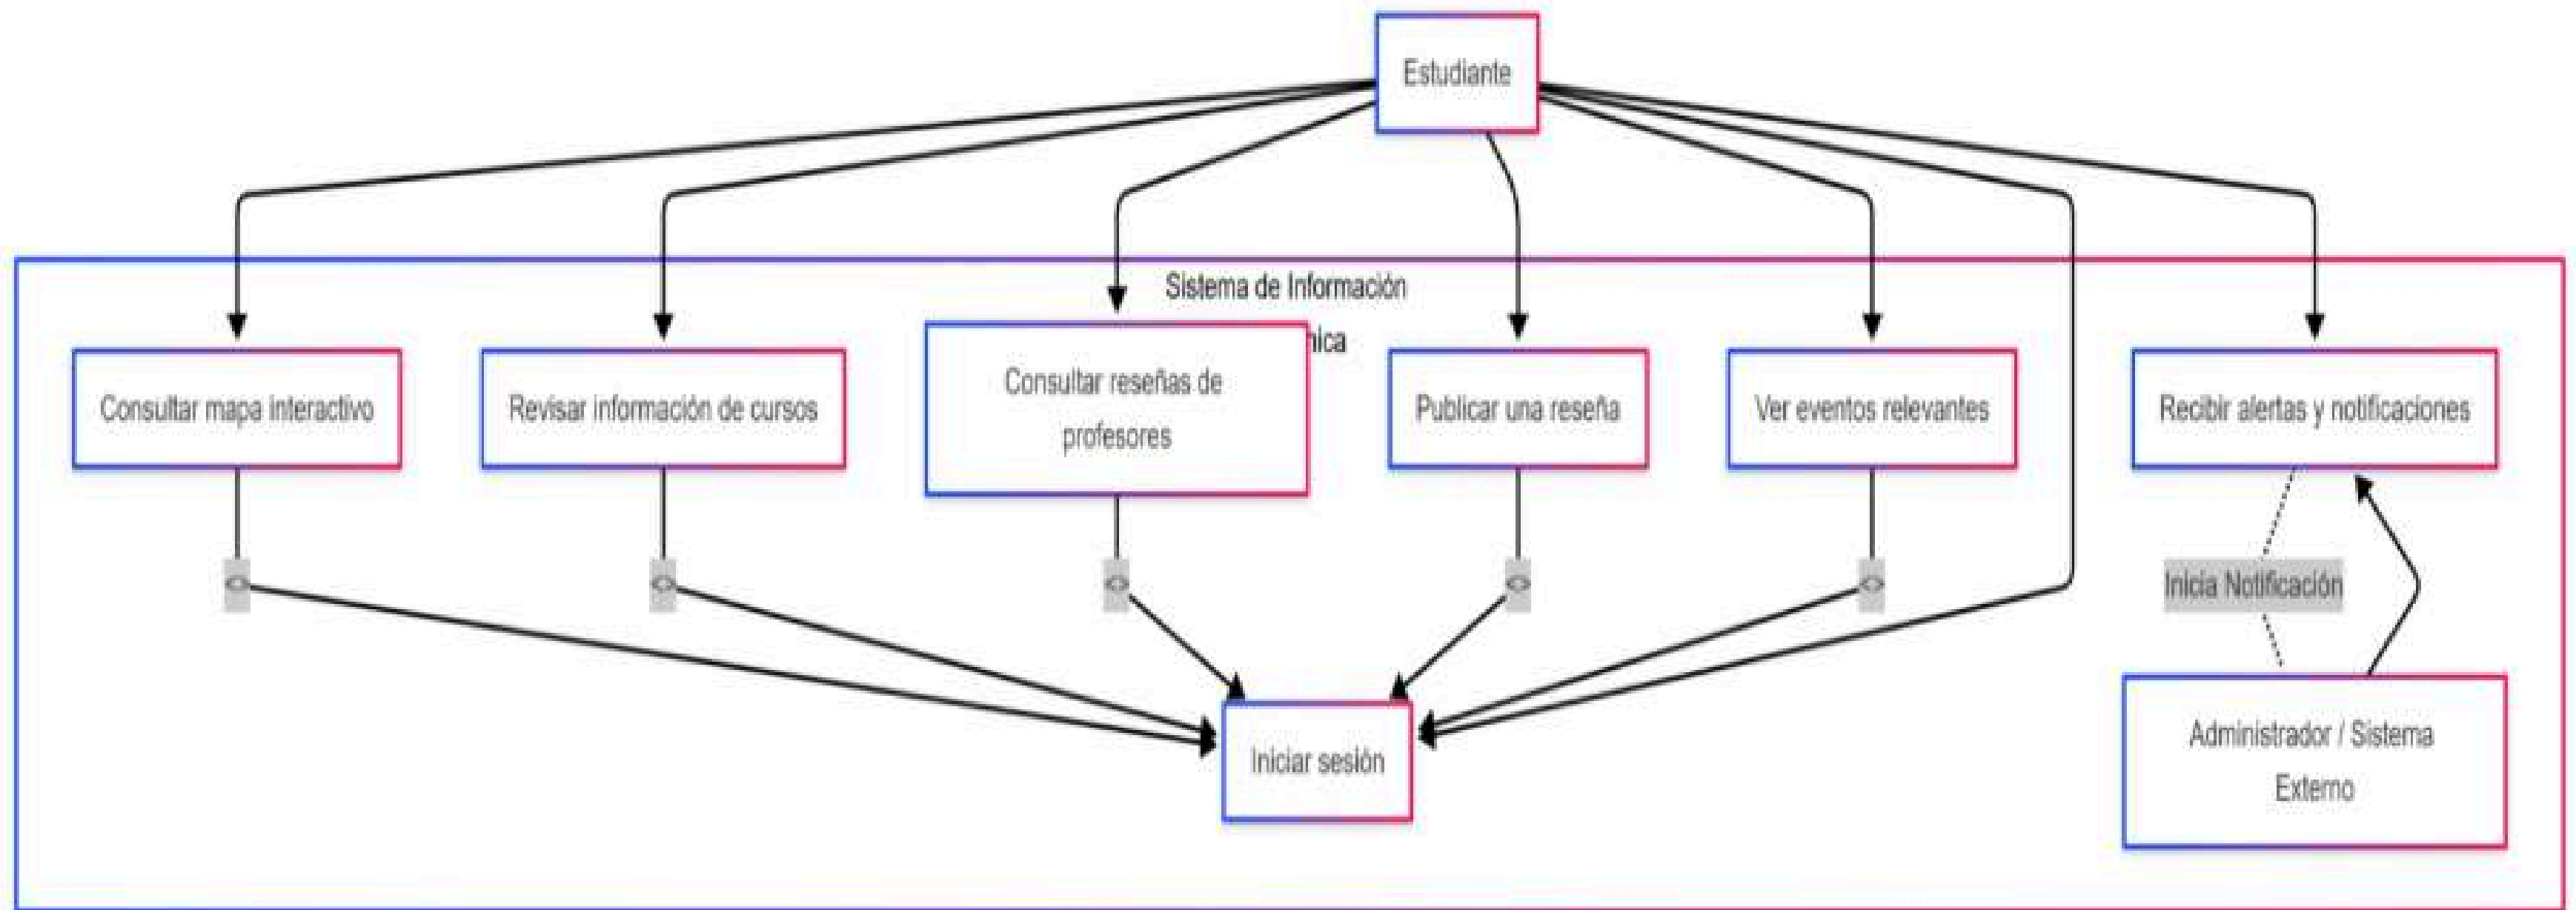 Estudiante
Sistema de Información
Consultar mapa interactivo
Revisar información de cursos
Consultar reseñas de
profesores
Publicar una reseña
Ver eventos relevantes
Recibir alertas y notificaciones
<>
<>
<>
<>
<>
Inicia Notificación
Iniciar sesión
Administrador / Sistema
Externo